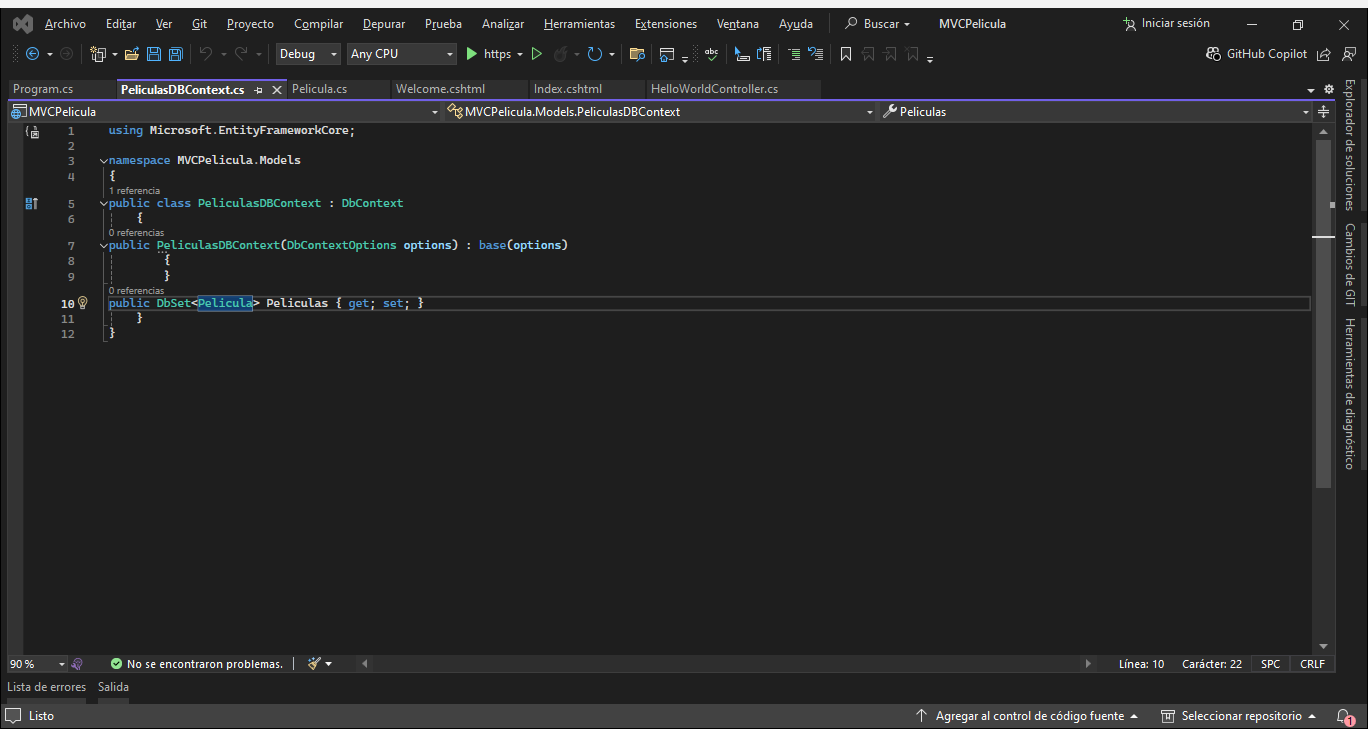 Archivo Editar Ver Git Proyecto Compilar Depurar Prueba Analizar Herramientas Extensiones Ventana Ayuda Buscar MVCPelicula Iniciar sesión
Debug Any CPU https abc GitHub Copilot
Program.cs PeliculasDBContext.cs Pelicula.cs Welcome.cshtml Index.cshtml HelloWorldController.cs
MVCPelicula MVCPelicula.Models.PeliculasDBContext Peliculas
1 using Microsoft.EntityFrameworkCore;
2
3 namespace MVCPelicula.Models
4 {
1 referencia
5 public class PeliculasDBContext : DbContext
6 {
0 referencias
7 public PeliculasDBContext(DbContextOptions options) : base(options)
8 {
9 }
0 referencias
10 public DbSet<Pelicula> Peliculas { get; set; }
11 }
12 }
Explorador de soluciones
Cambios de GIT
Herramientas de diagnóstico
90 % No se encontraron problemas. Línea: 10 Carácter: 22 SPC CRLF
Lista de errores Salida
Listo Agregar al control de código fuente Seleccionar repositorio 1